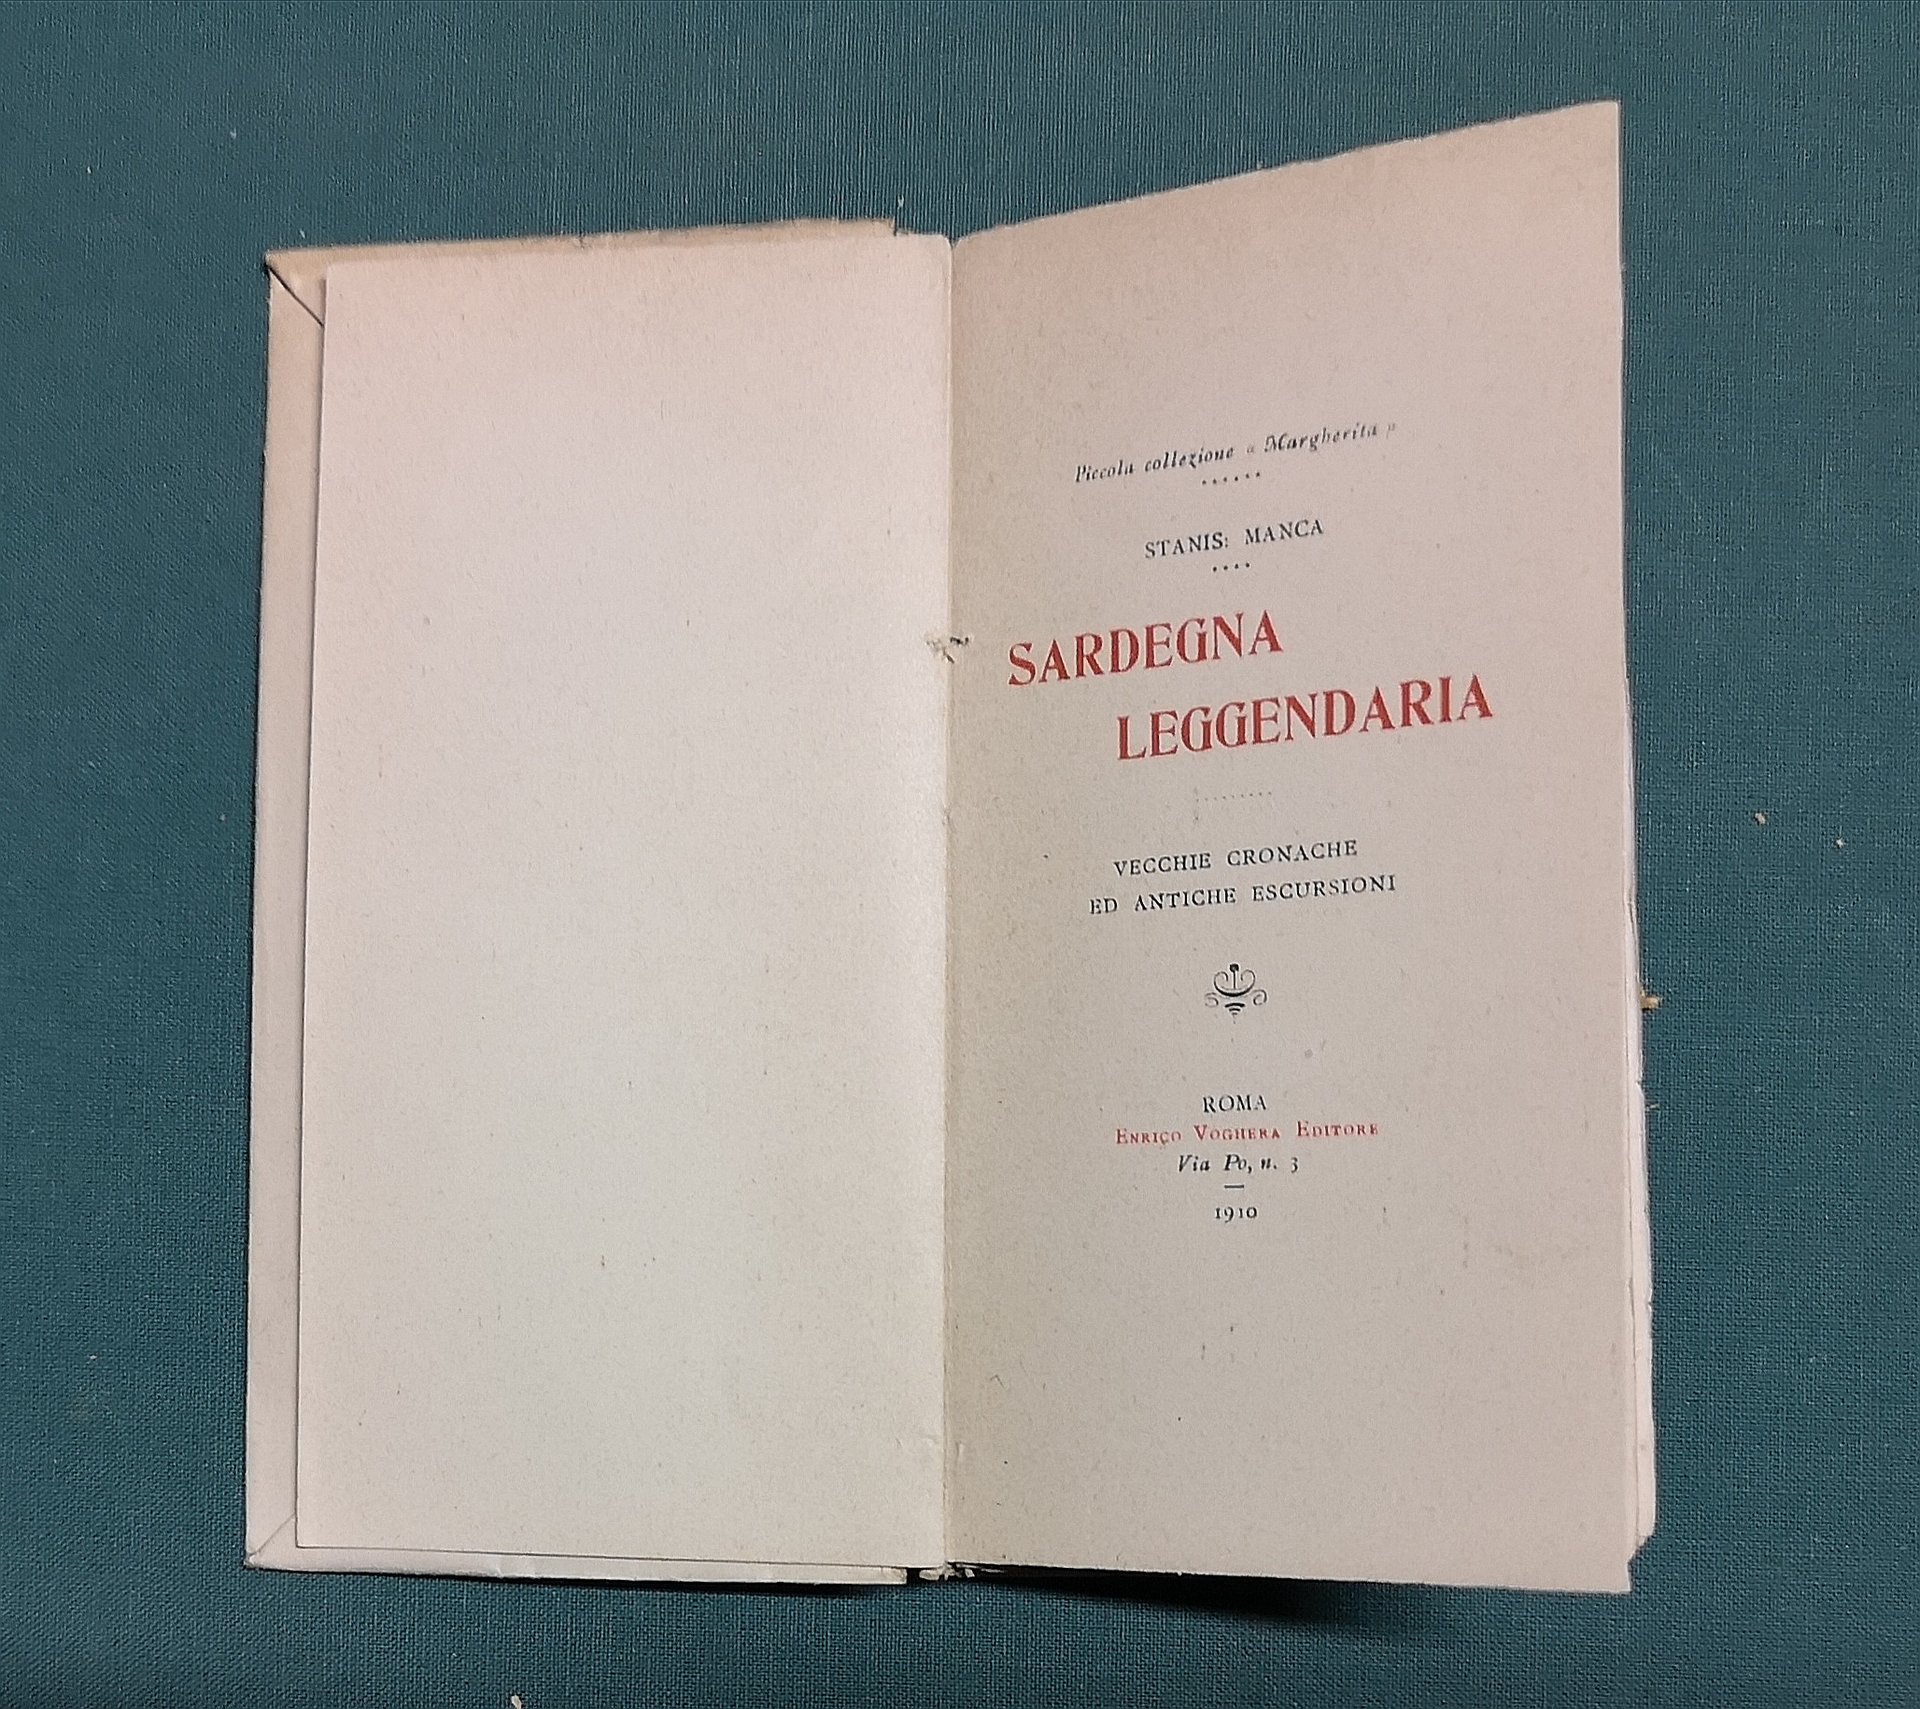 Piccola collezione « Margherita »
STANIS: MANCA
SARDEGNA
LEGGENDARIA
VECCHIE CRONACHE
ED ANTICHE ESCURSIONI
ROMA
ENRICO VOGHERA EDITORE
Via Po, n. 3
1910